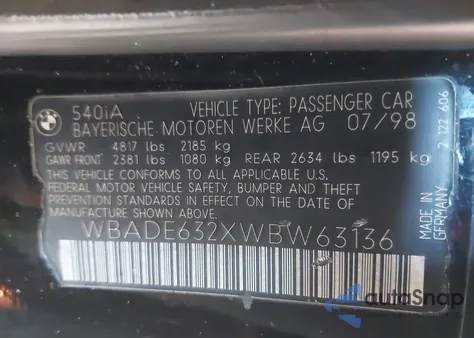 540iA VEHICLE TYPE: PASSENGER CAR
BAYERISCHE MOTOREN WERKE AG 07/98
GVWR 4817 lbs 2185 kg
GAWR FRONT 2381 lbs 1080 kg REAR 2634 lbs 1195 kg
THIS VEHICLE CONFORMS TO ALL APPLICABLE U.S.
FEDERAL MOTOR VEHICLE SAFETY, BUMPER AND THEFT
PREVENTION STANDARDS IN EFFECT ON THE DATE OF
MANUFACTURE SHOWN ABOVE.
WBADE632XWBW63136
MADE IN
GERMANY
2 122 606
autoSnap